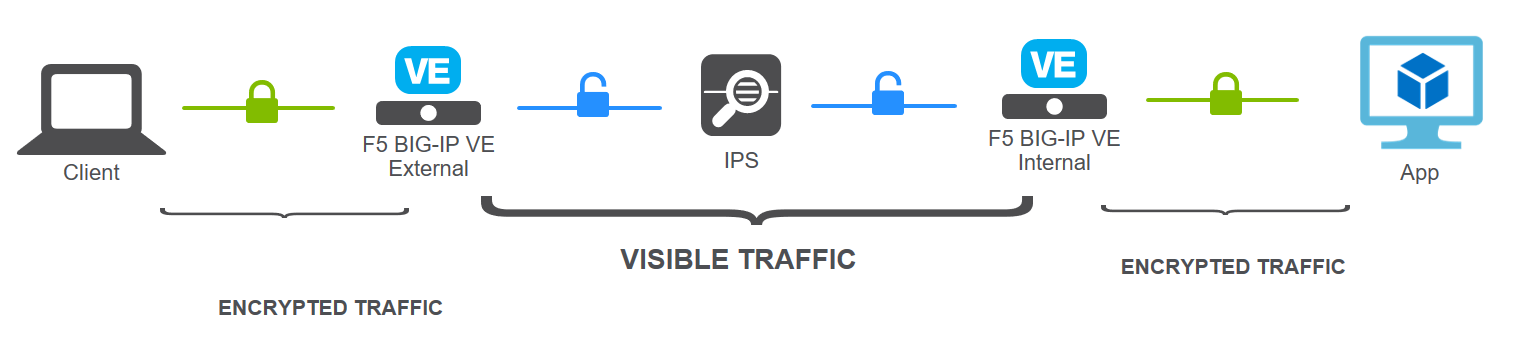 VE
F5 BIG-IP VE
External
VE
F5 BIG-IP VE
Internal
Client
IPS
App
VISIBLE TRAFFIC
ENCRYPTED TRAFFIC
ENCRYPTED TRAFFIC